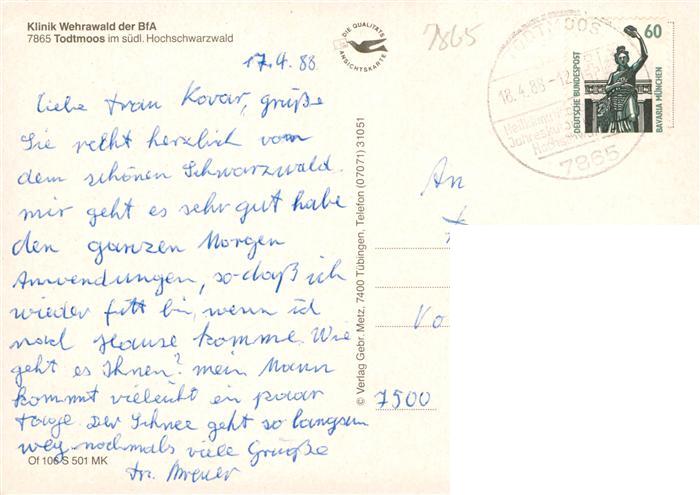 Klinik Wehrawald der BfA
7865 Todtmoos im südl. Hochschwarzwald
17.4.88
Liebe Frau Kovar, grüße
Sie recht herzlich vom
dem schönen Schwarzwald.
mir geht es sehr gut habe
den ganzen Morgen
Anwendungen, so daß ich
wieder fitt bin, wenn ich
nach Hause komme. Wie
geht es Ihnen? mein Mann
kommt vieleicht ein paar
Tage. Der Schnee geht so langsam
weg. nochmals viele Grüße
Of 106 S 501 MK
DIE QUALITÄTS
ANSICHTSKARTE
© Verlag Gebr. Metz, 7400 Tübingen, Telefon (07071) 31051
7865
18.4.88-12
7865
60
DEUTSCHE BUNDESPOST
BAVARIA MÜNCHEN
An
7500